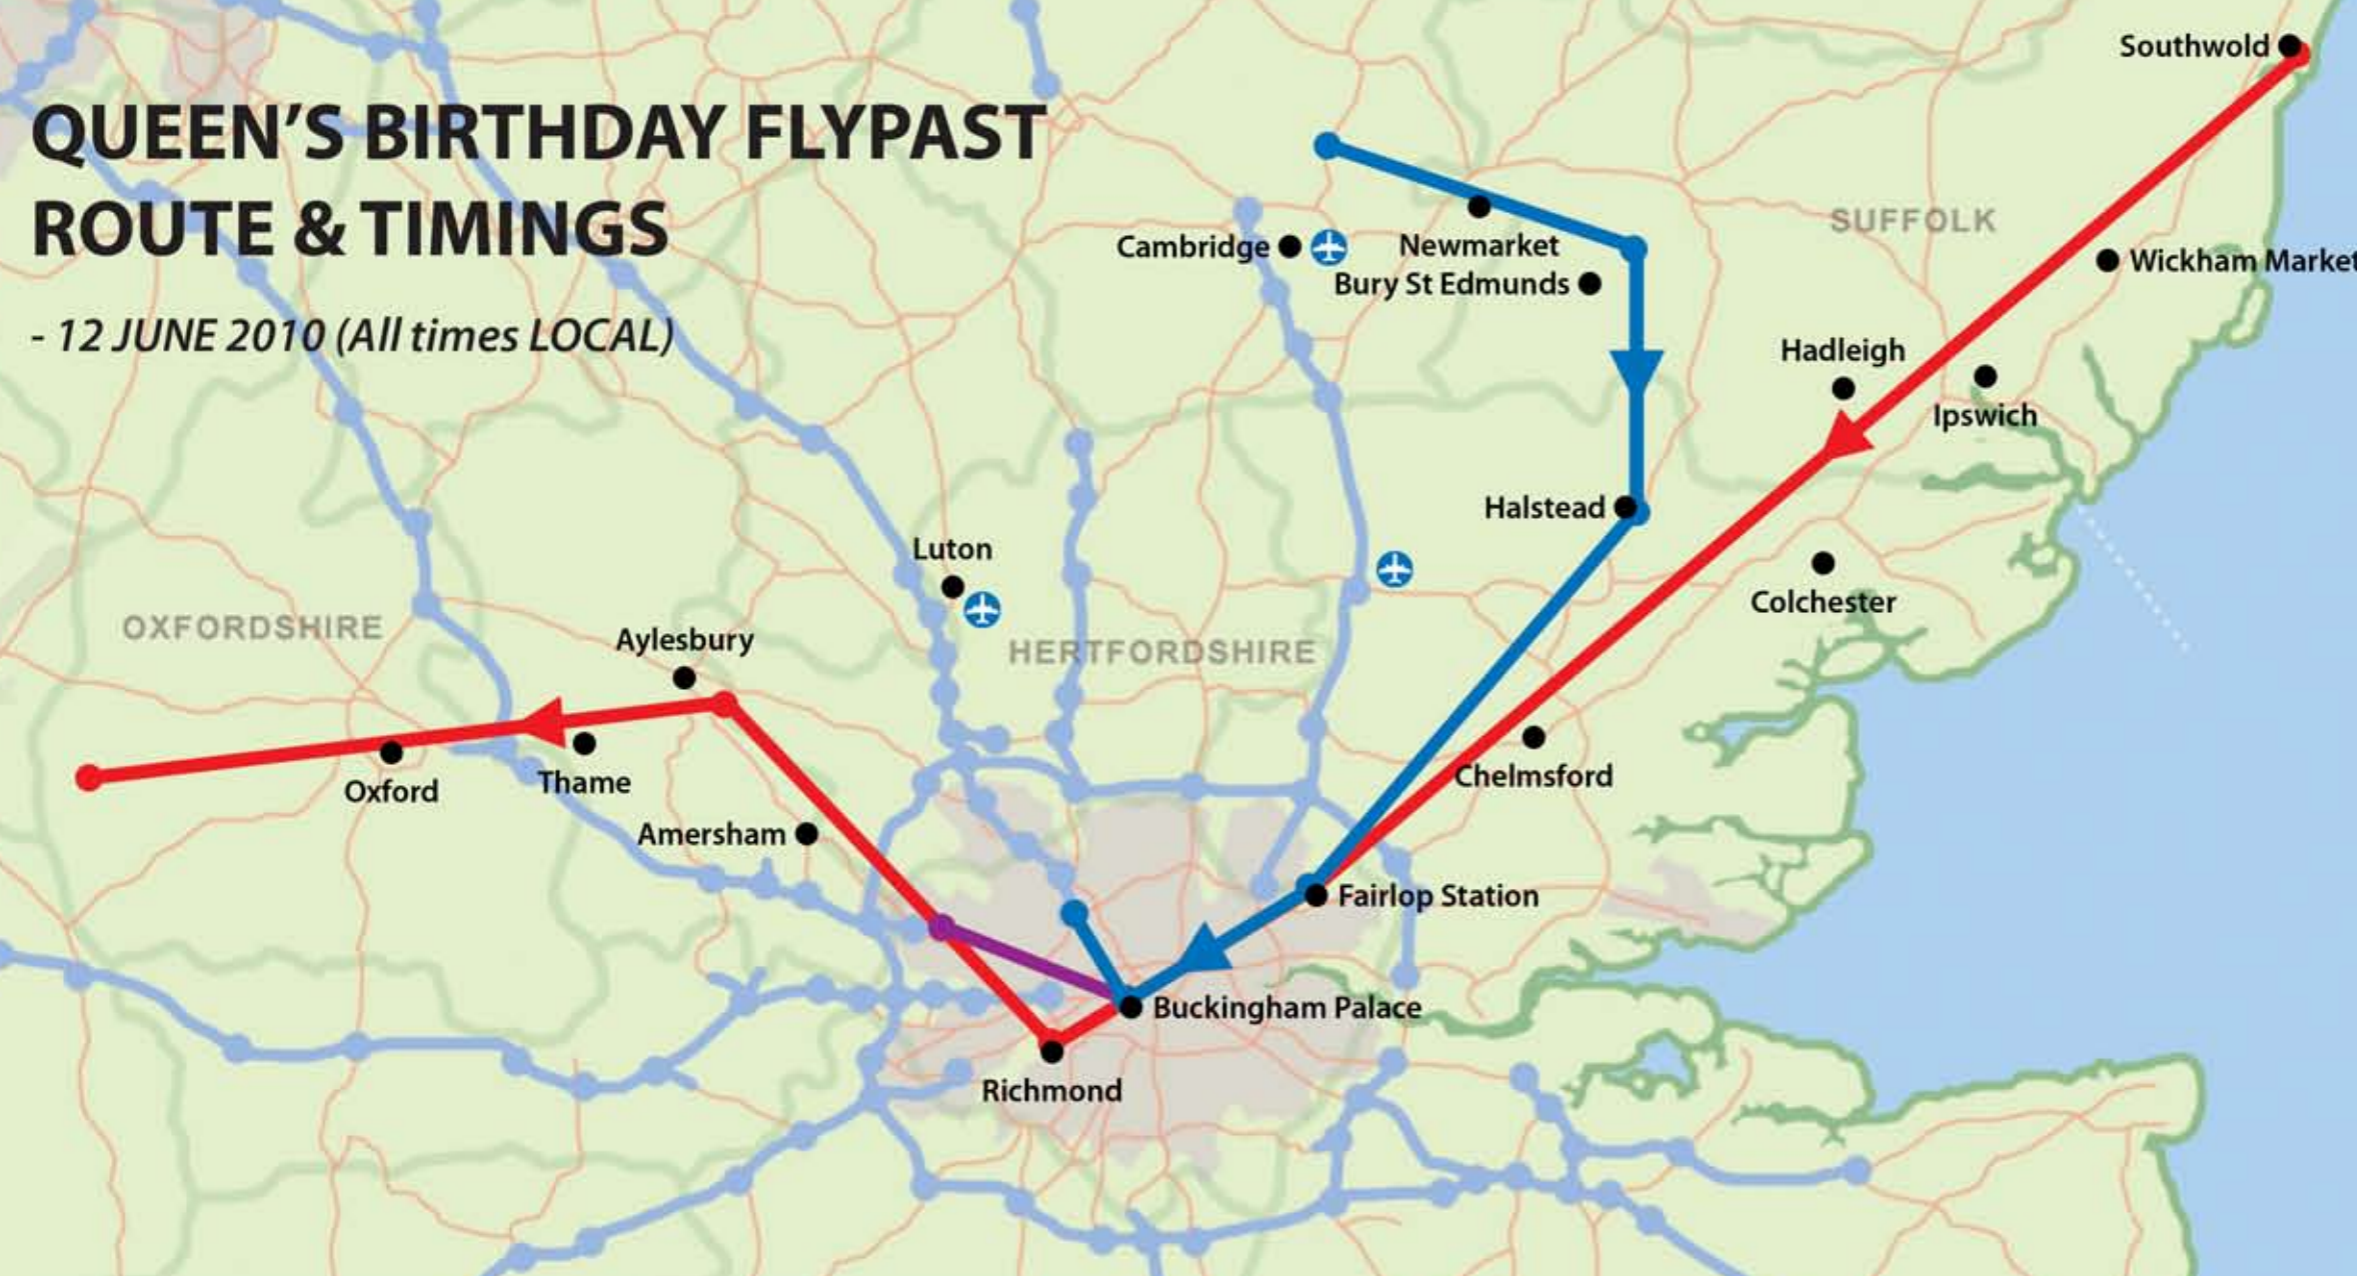 QUEEN'S BIRTHDAY FLYPAST
ROUTE & TIMINGS
- 12 JUNE 2010 (All times LOCAL)
Southwold
SUFFOLK
Cambridge
Newmarket
Wickham Market
Bury St Edmunds
Hadleigh
Ipswich
Halstead
Luton
Colchester
OXFORDSHIRE
Aylesbury
HERTFORDSHIRE
Chelmsford
Thame
Oxford
Amersham
Fairlop Station
Buckingham Palace
Richmond